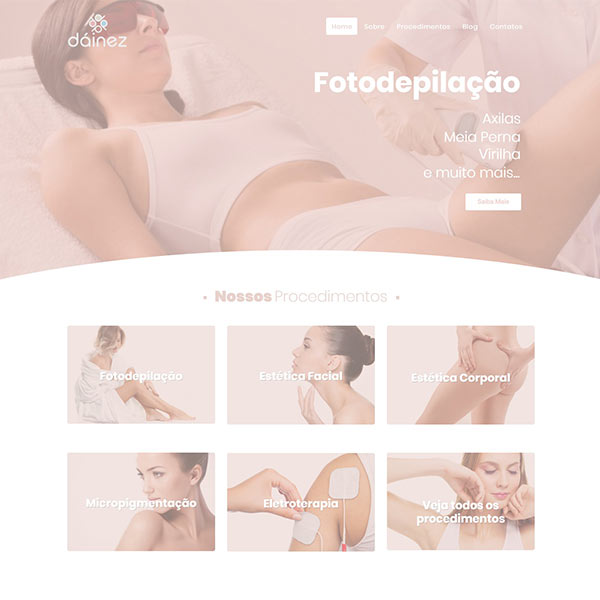 dáinez
Home Sobre Procedimentos Blog Contatos
Fotodepilação
Axilas
Meia Perna
Virilha
e muito mais...
Saiba Mais
• Nossos Procedimentos •
Fotodepilação
Estética Facial
Estética Corporal
Micropigmentação
Eletroterapia
Veja todos os
procedimentos